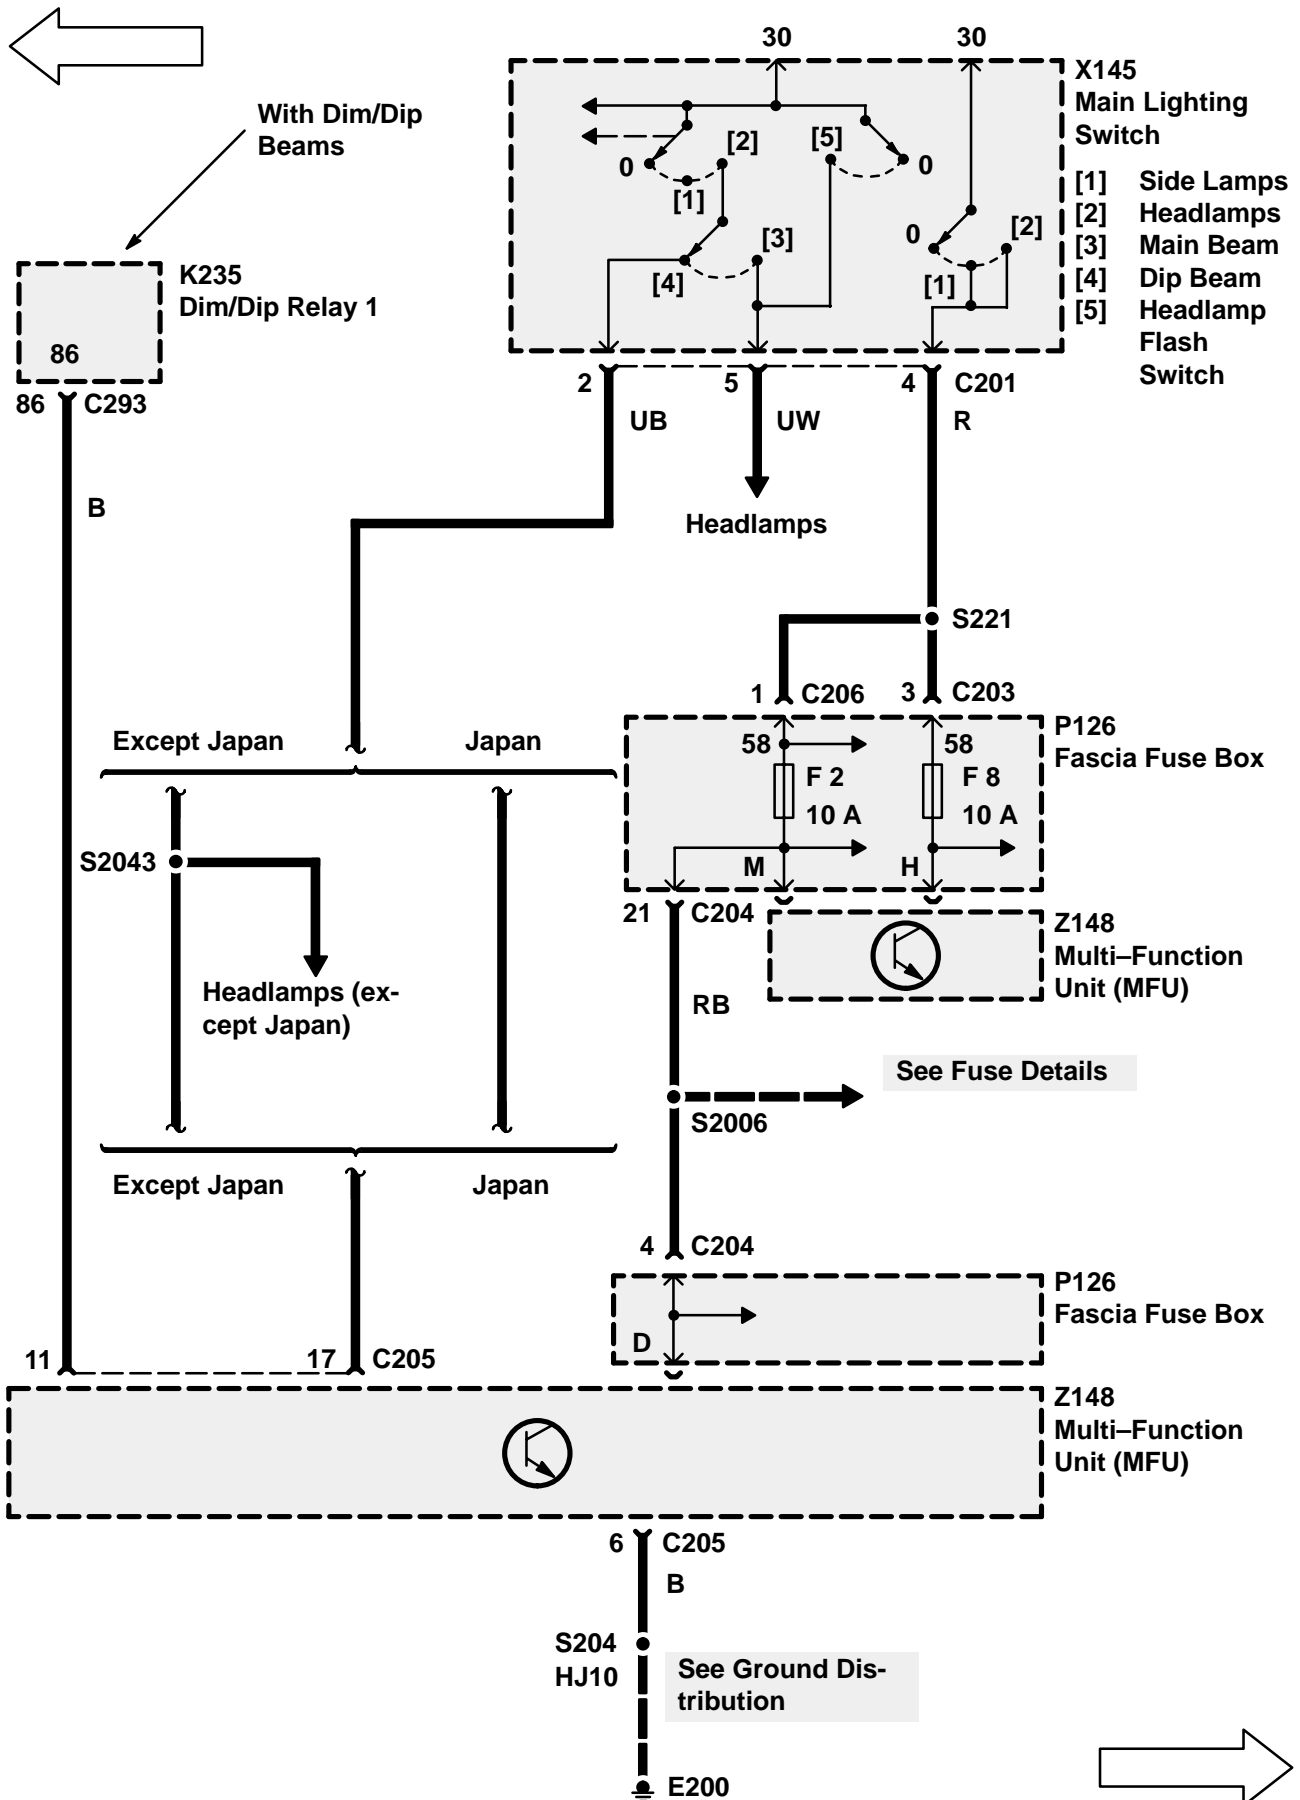 30
30
X145
Main Lighting
Switch
With Dim/Dip
Beams
[2]
[5]
0
0
[1]
[1] Side Lamps
[2] Headlamps
[3] Main Beam
[4] Dip Beam
[5] Headlamp
Flash
Switch
0
[2]
[3]
[4]
[1]
K235
Dim/Dip Relay 1
86
86 C293
2
5
4 C201
UB
UW
R
B
Headlamps
S221
1 C206
3 C203
P126
Fascia Fuse Box
Except Japan
Japan
58
58
F 2
10 A
F 8
10 A
S2043
M
H
21 C204
Z148
Multi–Function
Unit (MFU)
Headlamps (ex-
cept Japan)
RB
See Fuse Details
S2006
Except Japan
Japan
4 C204
P126
Fascia Fuse Box
D
11
17 C205
Z148
Multi–Function
Unit (MFU)
6 C205
B
S204
HJ10
See Ground Dis-
tribution
E200